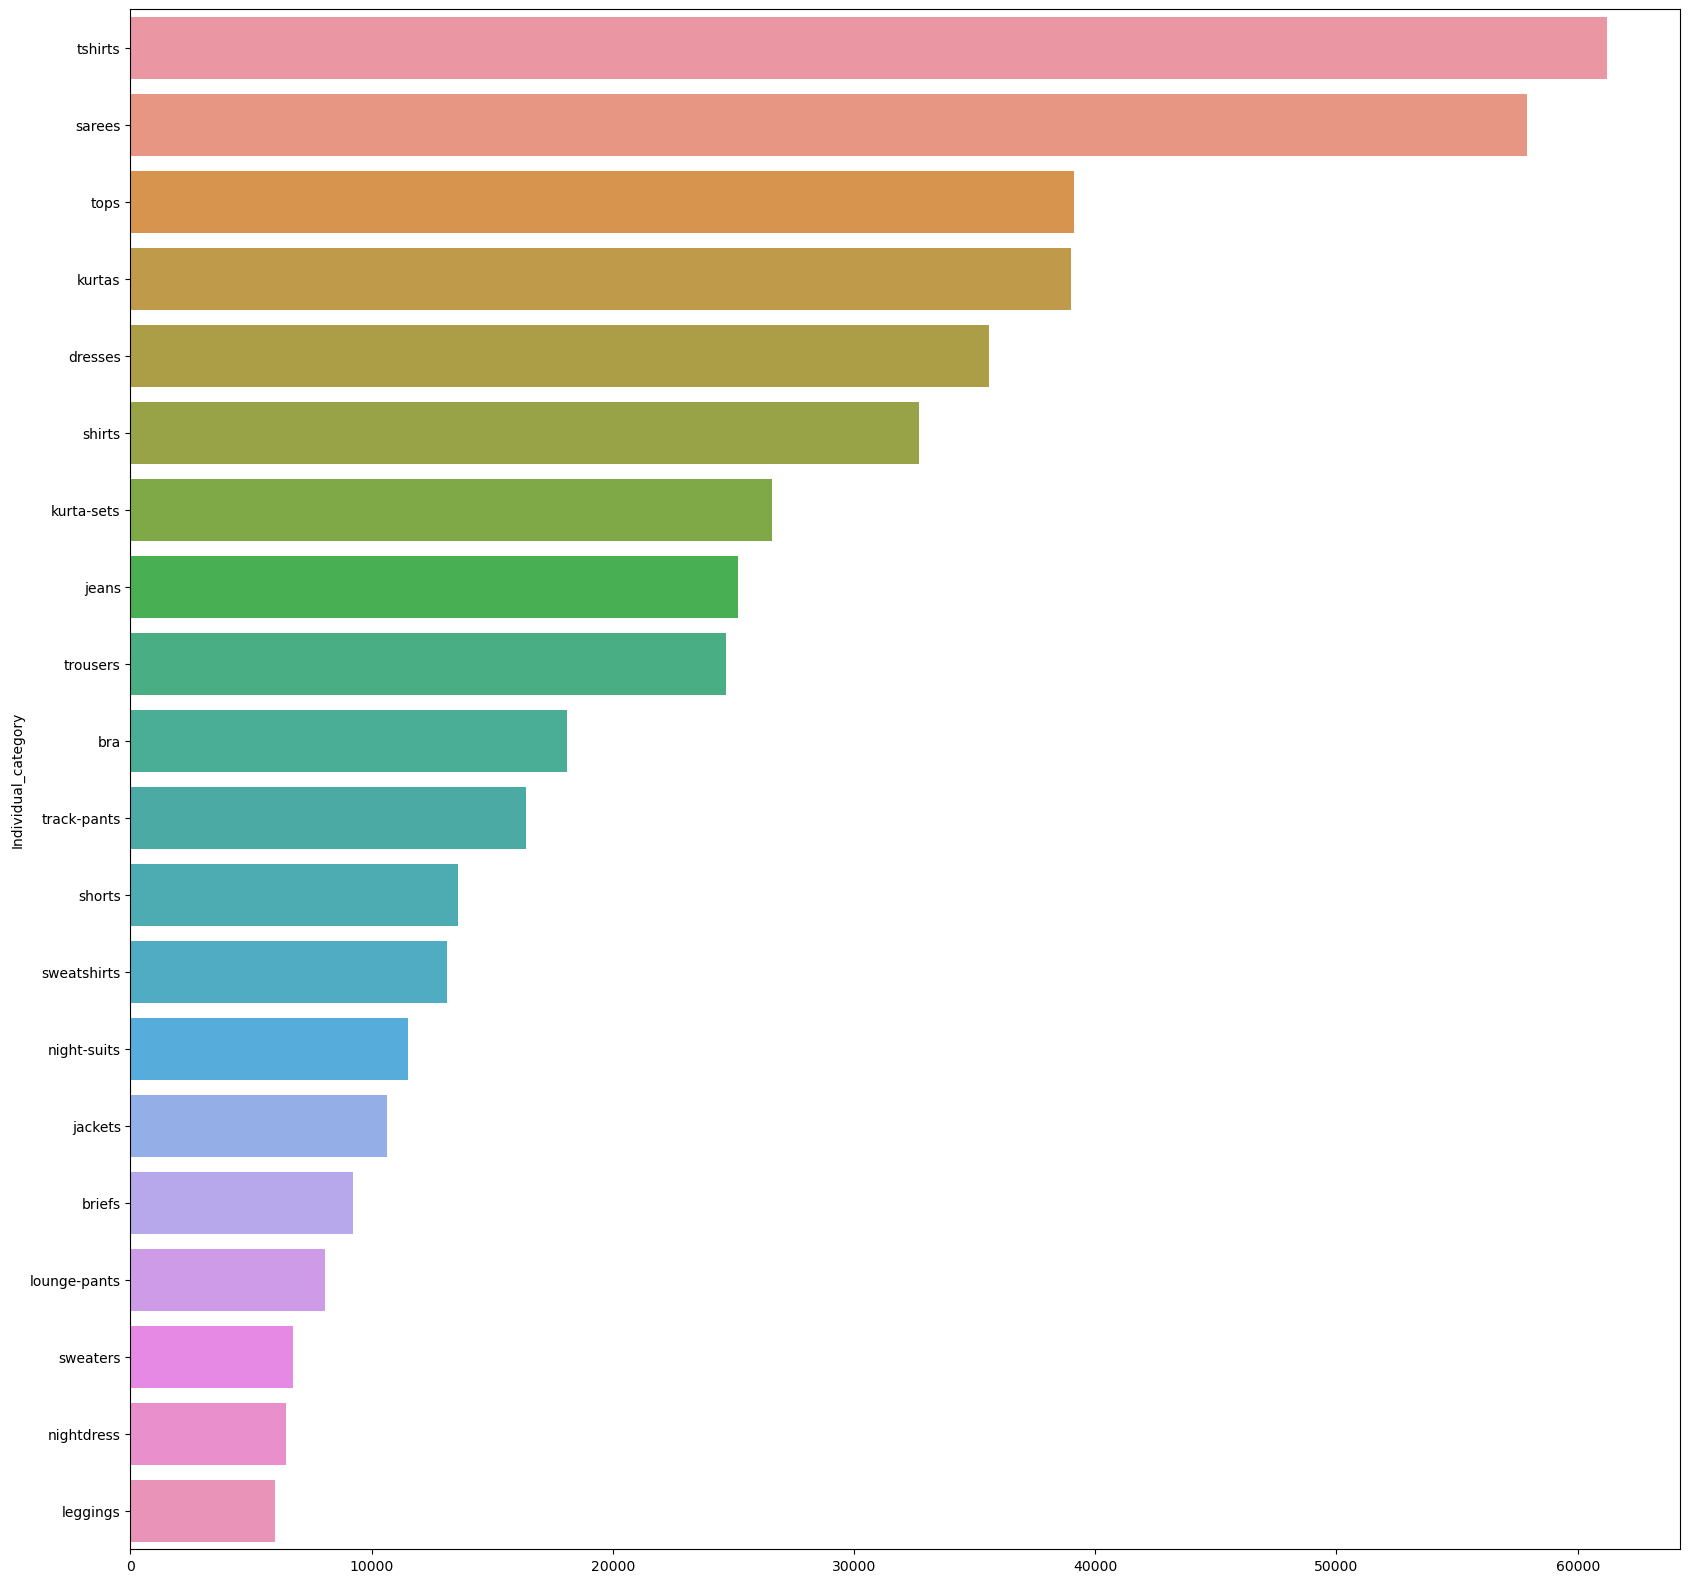 tshirts
sarees
tops
kurtas
dresses
shirts
kurta-sets
jeans
trousers
bra
track-pants
shorts
sweatshirts
night-suits
jackets
briefs
lounge-pants
sweaters
nightdress
leggings
Individual_category
0 10000 20000 30000 40000 50000 60000